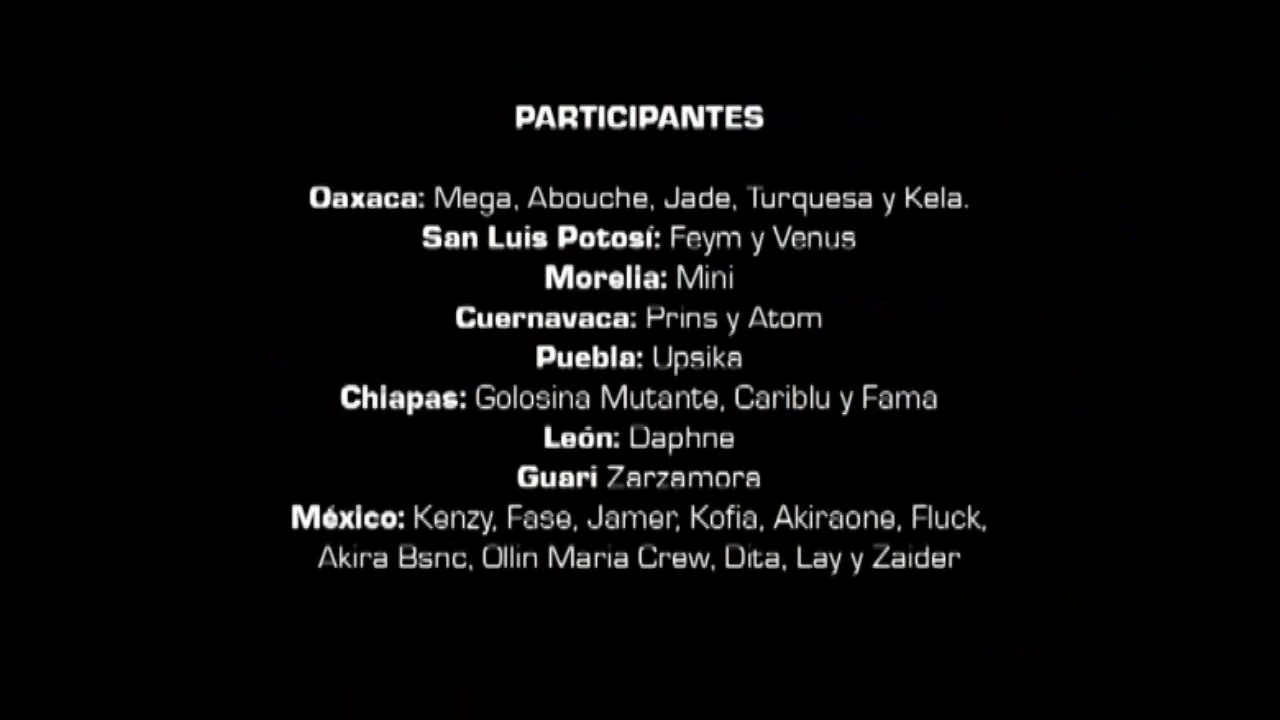 PARTICIPANTES
Oaxaca: Mega, Abouche, Jade, Turquesa y Kela.
San Luis Potosí: Feym y Venus
Morelia: Mini
Cuernavaca: Prins y Atom
Puebla: Upsika
Chiapas: Golosina Mutante, Cariblu y Fama
León: Daphne
Guari Zarzamora
México: Kenzy, Fase, Jamer, Kofia, Akiraone, Fluck,
Akira Bsnc, Ollin Maria Crew, Dita, Lay y Zaider